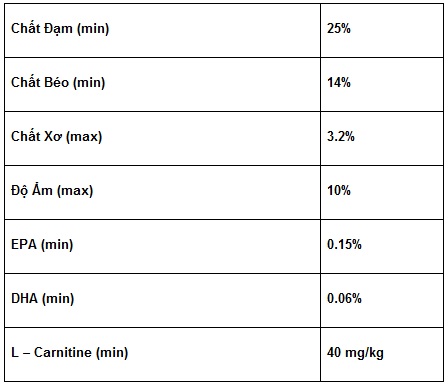 Chất Đạm (min) 25%
Chất Béo (min) 14%
Chất Xơ (max) 3.2%
Độ Ẩm (max) 10%
EPA (min) 0.15%
DHA (min) 0.06%
L – Carnitine (min) 40 mg/kg